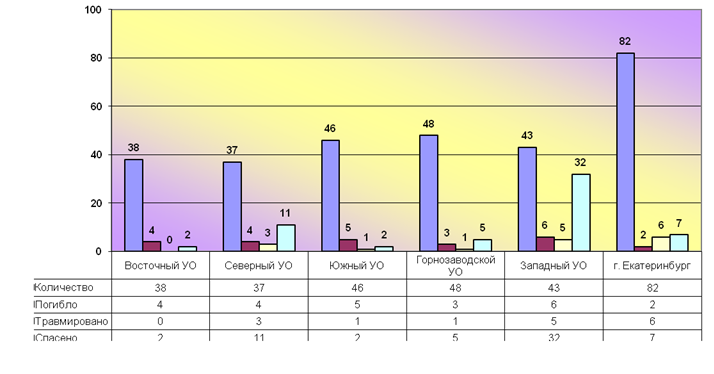 100
82
80
60
48
46
43
38
37
40
32
20
11
4 0 2
4 3
5 1 2
3 1 5
6 5
2 6 7
0
Восточный УО Северный УО Южный УО Горнозаводской УО Западный УО г. Екатеринбург
Количество 38 37 46 48 43 82
Погибло 4 4 5 3 6 2
Травмировано 0 3 1 1 5 6
Спасено 2 11 2 5 32 7